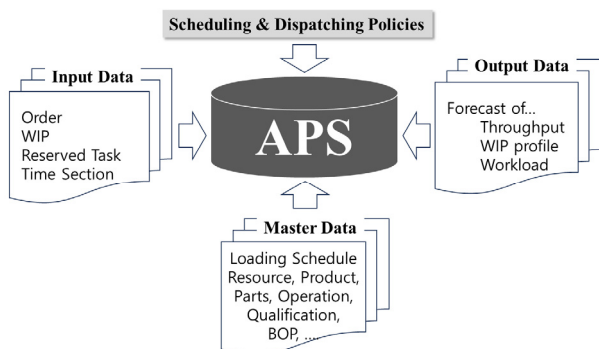 Scheduling & Dispatching Policies
Input Data
Order
WIP
Reserved Task
Time Section
APS
Output Data
Forecast of...
Throughput
WIP profile
Workload
Master Data
Loading Schedule
Resource, Product,
Parts, Operation,
Qualification,
BOP, ...